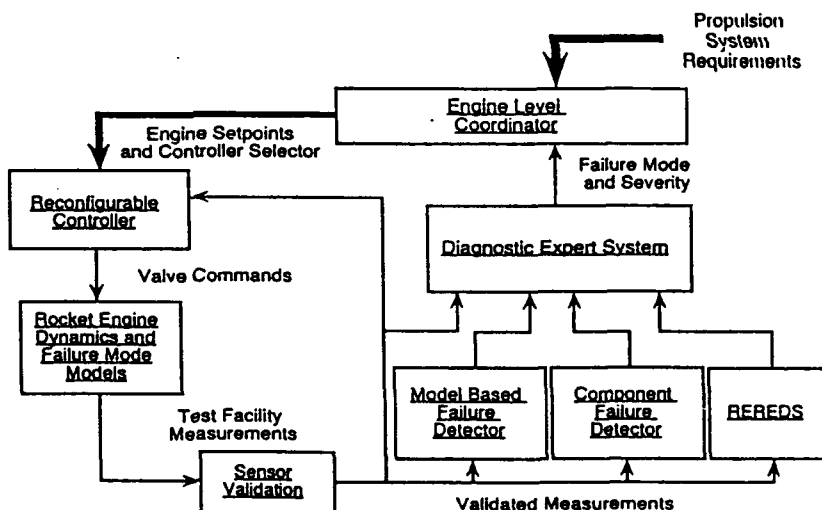 Propulsion
System
Requirements
Engine Level
Coordinator
Engine Setpoints
and Controller Selector
Failure Mode
and Severity
Reconfigurable
Controller
Diagnostic Expert System
Valve Commands
Rocket Engine
Dynamics and
Failure Mode
Models
Model Based
Failure
Detector
Component
Failure
Detector
REREDS
Test Facility
Measurements
Sensor
Validation
Validated Measurements